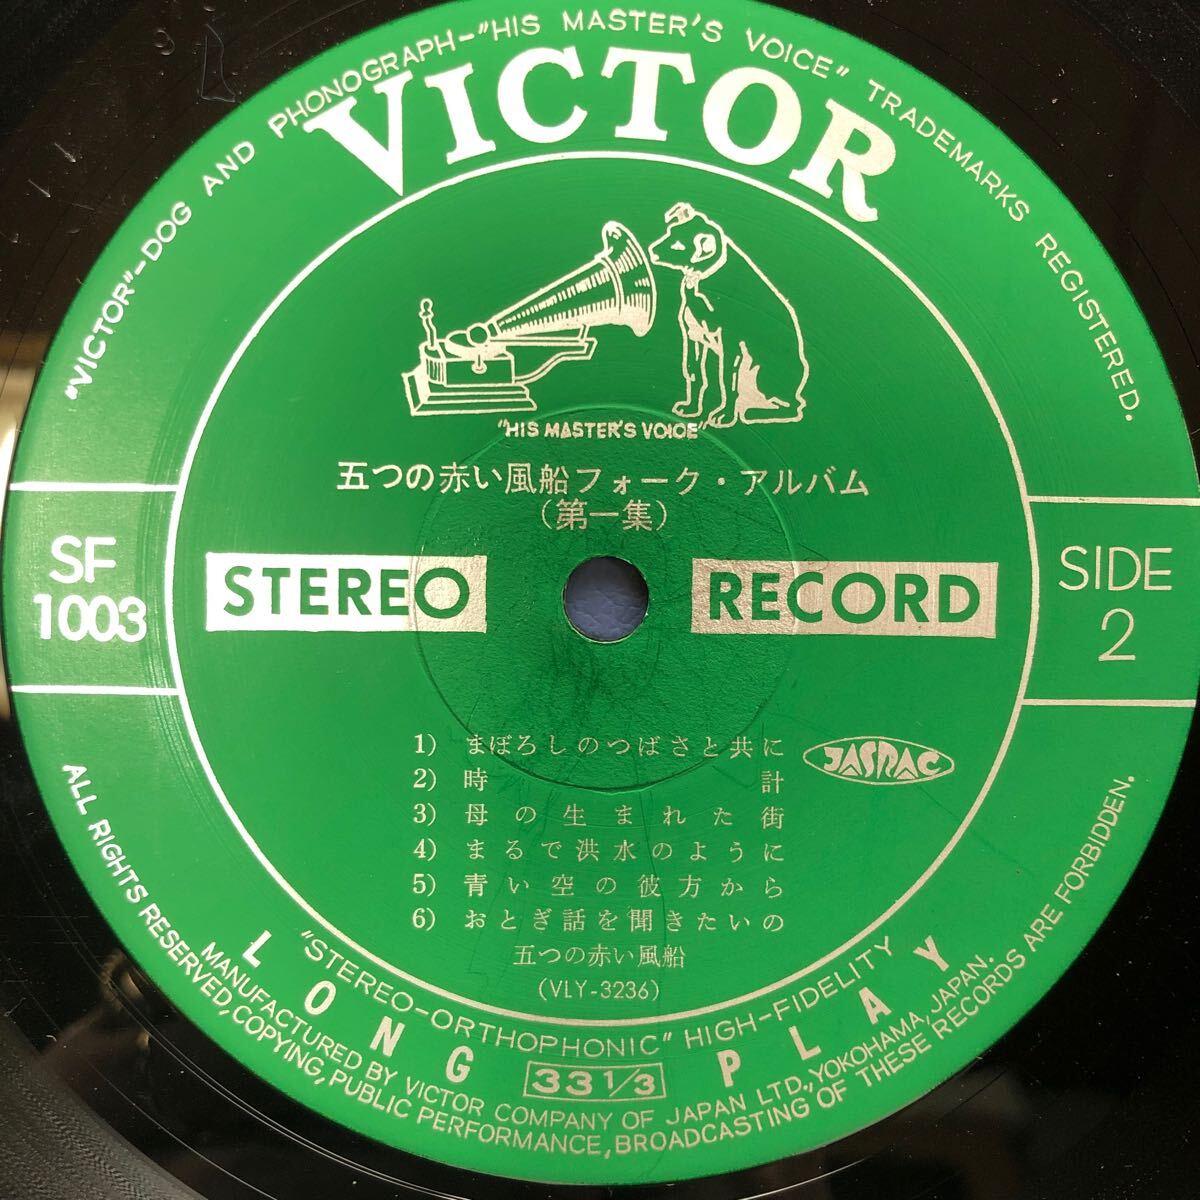 "VICTOR"-DOG AND PHONOGRAPH-"HIS MASTER'S VOICE" TRADEMARKS REGISTERED.
VICTOR
"HIS MASTER'S VOICE"
五つの赤い風船フォーク・アルバム
(第一集)
SF
1003
STEREO RECORD
SIDE
2
1) まぼろしのつばさと共に
2) 時計
3) 母の生まれた街
4) まるで洪水のように
5) 青い空の彼方から
6) おとぎ話を聞きたいの
五つの赤い風船
(VLY-3236)
JASRAC
"STEREO-ORTHOPHONIC" HIGH-FIDELITY
LONG PLAY
33 1/3
MANUFACTURED BY VICTOR COMPANY OF JAPAN LTD., YOKOHAMA, JAPAN.
ALL RIGHTS RESERVED, COPYING, PUBLIC PERFORMANCE, BROADCASTING OF THESE RECORDS ARE FORBIDDEN.